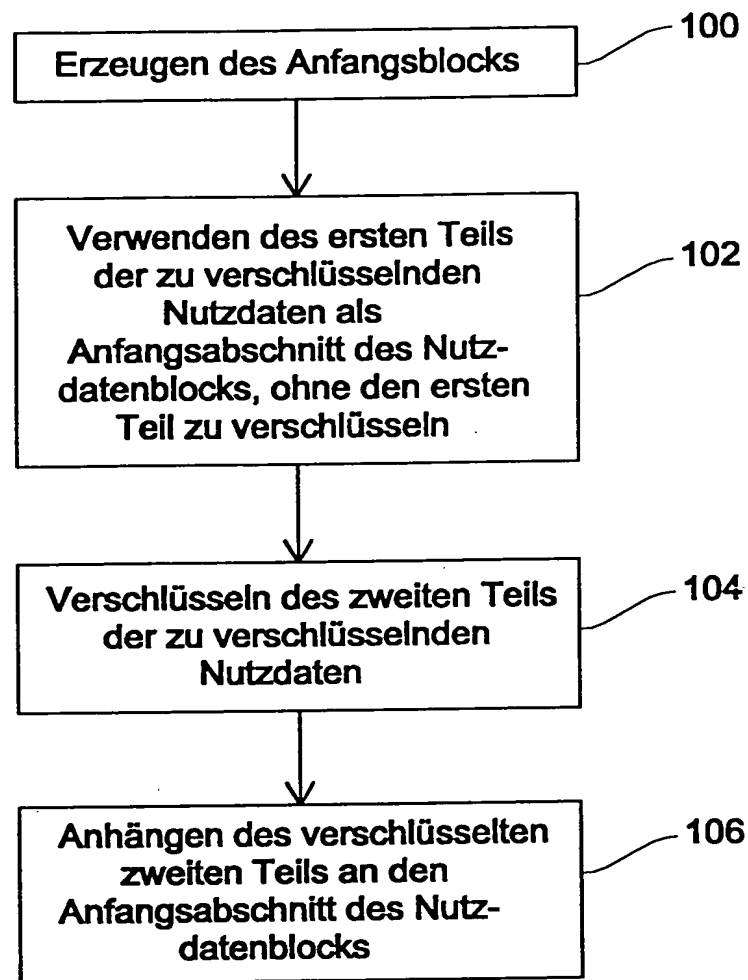 100
Erzeugen des Anfangsblocks
Verwenden des ersten Teils
der zu verschlüsselnden
Nutzdaten als
Anfangsabschnitt des Nutz-
datenblocks, ohne den ersten
Teil zu verschlüsseln
102
Verschlüsseln des zweiten Teils
der zu verschlüsselnden
Nutzdaten
104
Anhängen des verschlüsselten
zweiten Teils an den
Anfangsabschnitt des Nutz-
datenblocks
106